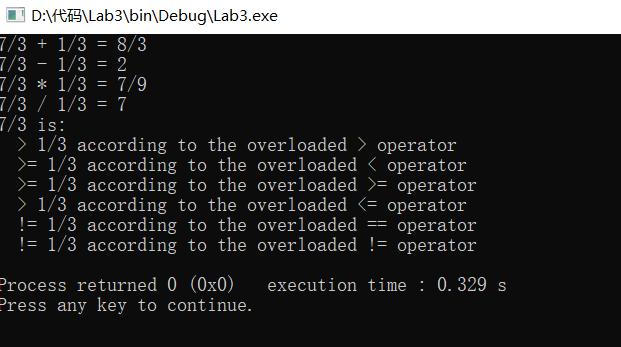 D:\代码\Lab3\bin\Debug\Lab3.exe
7/3 + 1/3 = 8/3
7/3 - 1/3 = 2
7/3 * 1/3 = 7/9
7/3 / 1/3 = 7
7/3 is:
  > 1/3 according to the overloaded > operator
  >= 1/3 according to the overloaded < operator
  >= 1/3 according to the overloaded >= operator
  > 1/3 according to the overloaded <= operator
  != 1/3 according to the overloaded == operator
  != 1/3 according to the overloaded != operator
Process returned 0 (0x0)   execution time : 0.329 s
Press any key to continue.